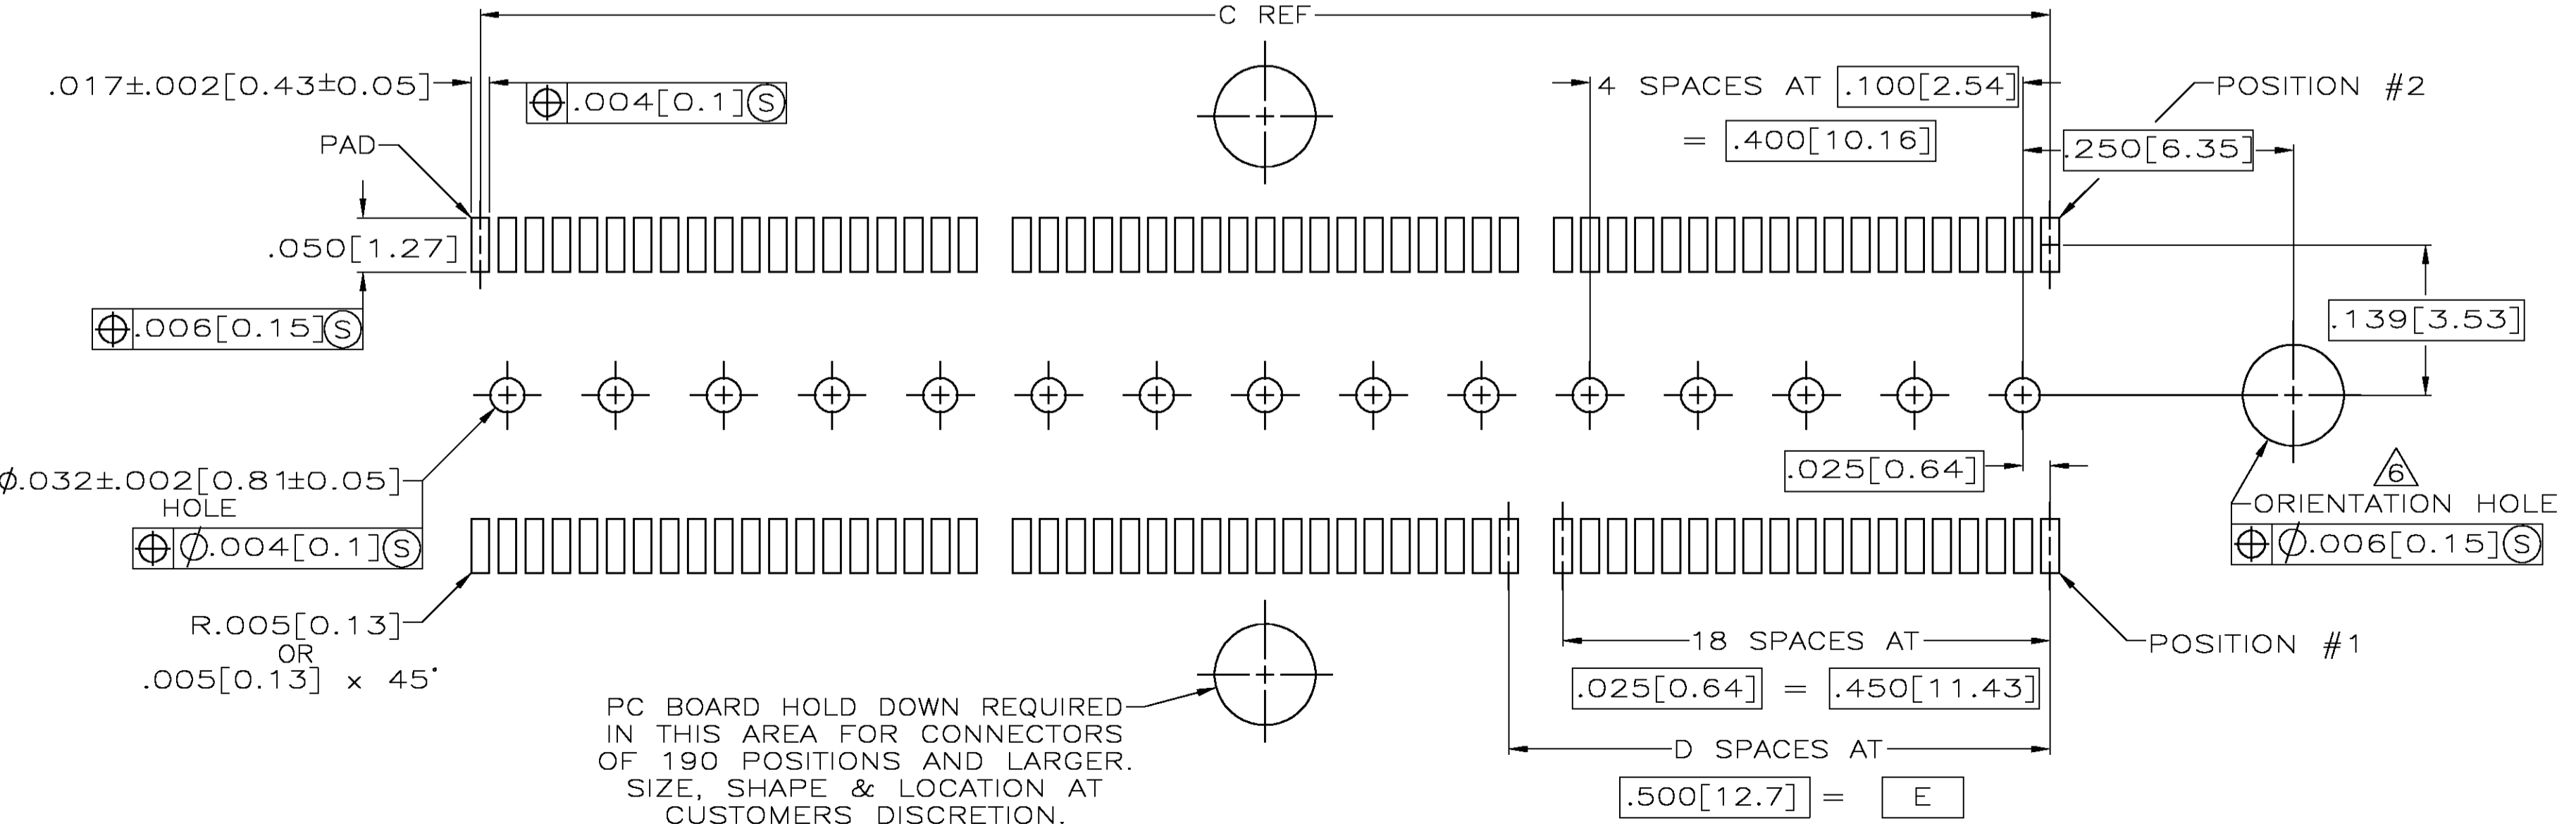 C REF
.017±.002[0.43±0.05]
⌖ .004[0.1]Ⓢ
4 SPACES AT .100[2.54]
= .400[10.16]
POSITION #2
.250[6.35]
PAD
.050[1.27]
⌖ .006[0.15]Ⓢ
.139[3.53]
Ø.032±.002[0.81±0.05]
HOLE
⌖ Ø.004[0.1]Ⓢ
.025[0.64]
6
ORIENTATION HOLE
⌖ Ø.006[0.15]Ⓢ
R.005[0.13]
OR
.005[0.13] x 45°
18 SPACES AT
.025[0.64] = .450[11.43]
POSITION #1
PC BOARD HOLD DOWN REQUIRED
IN THIS AREA FOR CONNECTORS
OF 190 POSITIONS AND LARGER.
SIZE, SHAPE & LOCATION AT
CUSTOMERS DISCRETION.
D SPACES AT
.500[12.7] = E